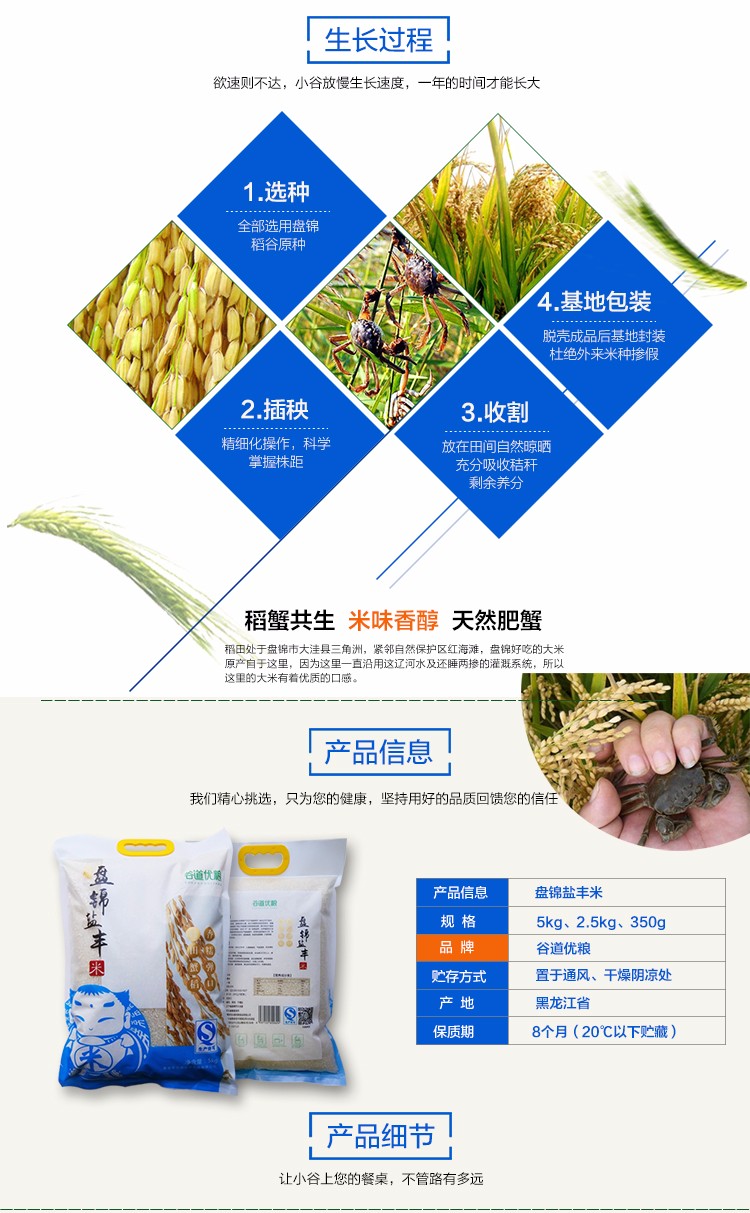 生长过程
欲速则不达，小谷放慢生长速度，一年的时间才能长大
1.选种
全部选用盘锦
稻谷原种
2.插秧
精细化操作，科学
掌握株距
3.收割
放在田间自然晾晒
充分吸收秸秆
剩余养分
4.基地包装
脱壳成品后基地封装
杜绝外来米种掺假
稻蟹共生 米味香醇 天然肥蟹
稻田处于盘锦市大洼县三角洲，紧邻自然保护区红海滩，盘锦好吃的大米
原产自于这里，因为这里一直沿用这辽河水及还睡两掺的灌溉系统，所以
这里的大米有着优质的口感。
产品信息
我们精心挑选，只为您的健康，坚持用好的品质回馈您的信任
盘锦盐丰
米
谷道优粮
谷道优粮
盘锦盐丰
米
产品信息 盘锦盐丰米
规 格 5kg、2.5kg、350g
品 牌 谷道优粮
贮存方式 置于通风、干燥阴凉处
产 地 黑龙江省
保质期 8个月（20℃以下贮藏）
产品细节
让小谷上您的餐桌，不管路有多远